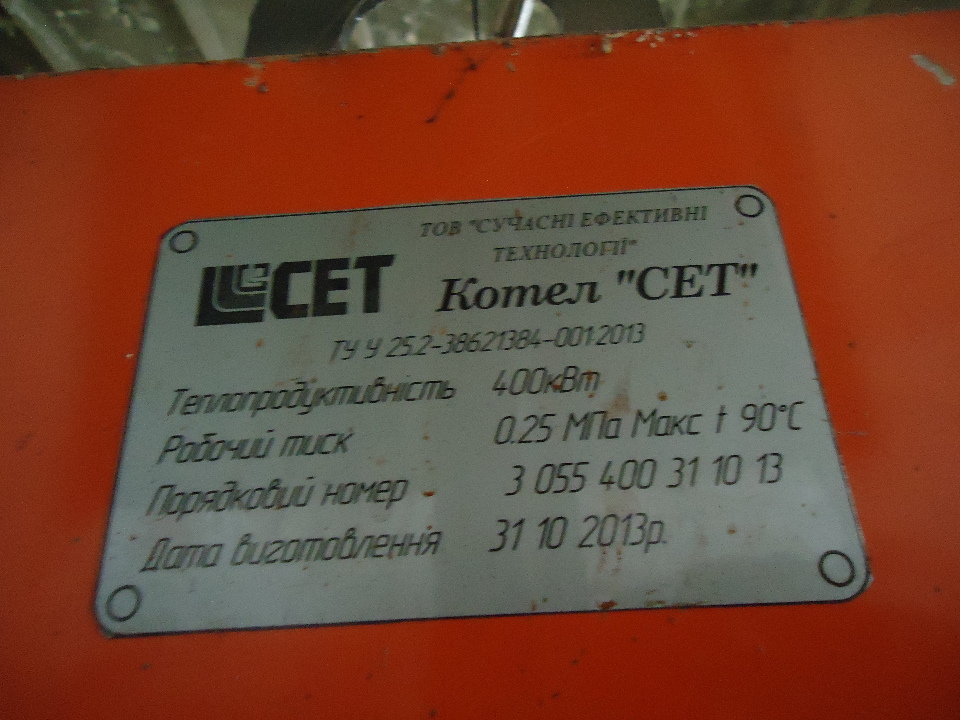 ТОВ "СУЧАСНІ ЕФЕКТИВНІ
ТЕХНОЛОГІЇ"
СЕТ Котел "СЕТ"
ТУ У 25.2-38621384-001:2013
Теплопродуктивність 400кВт
Робочий тиск 0.25 МПа Макс t 90°C
Порядковий номер 3 055 400 31 10 13
Дата виготовлення 31 10 2013р.